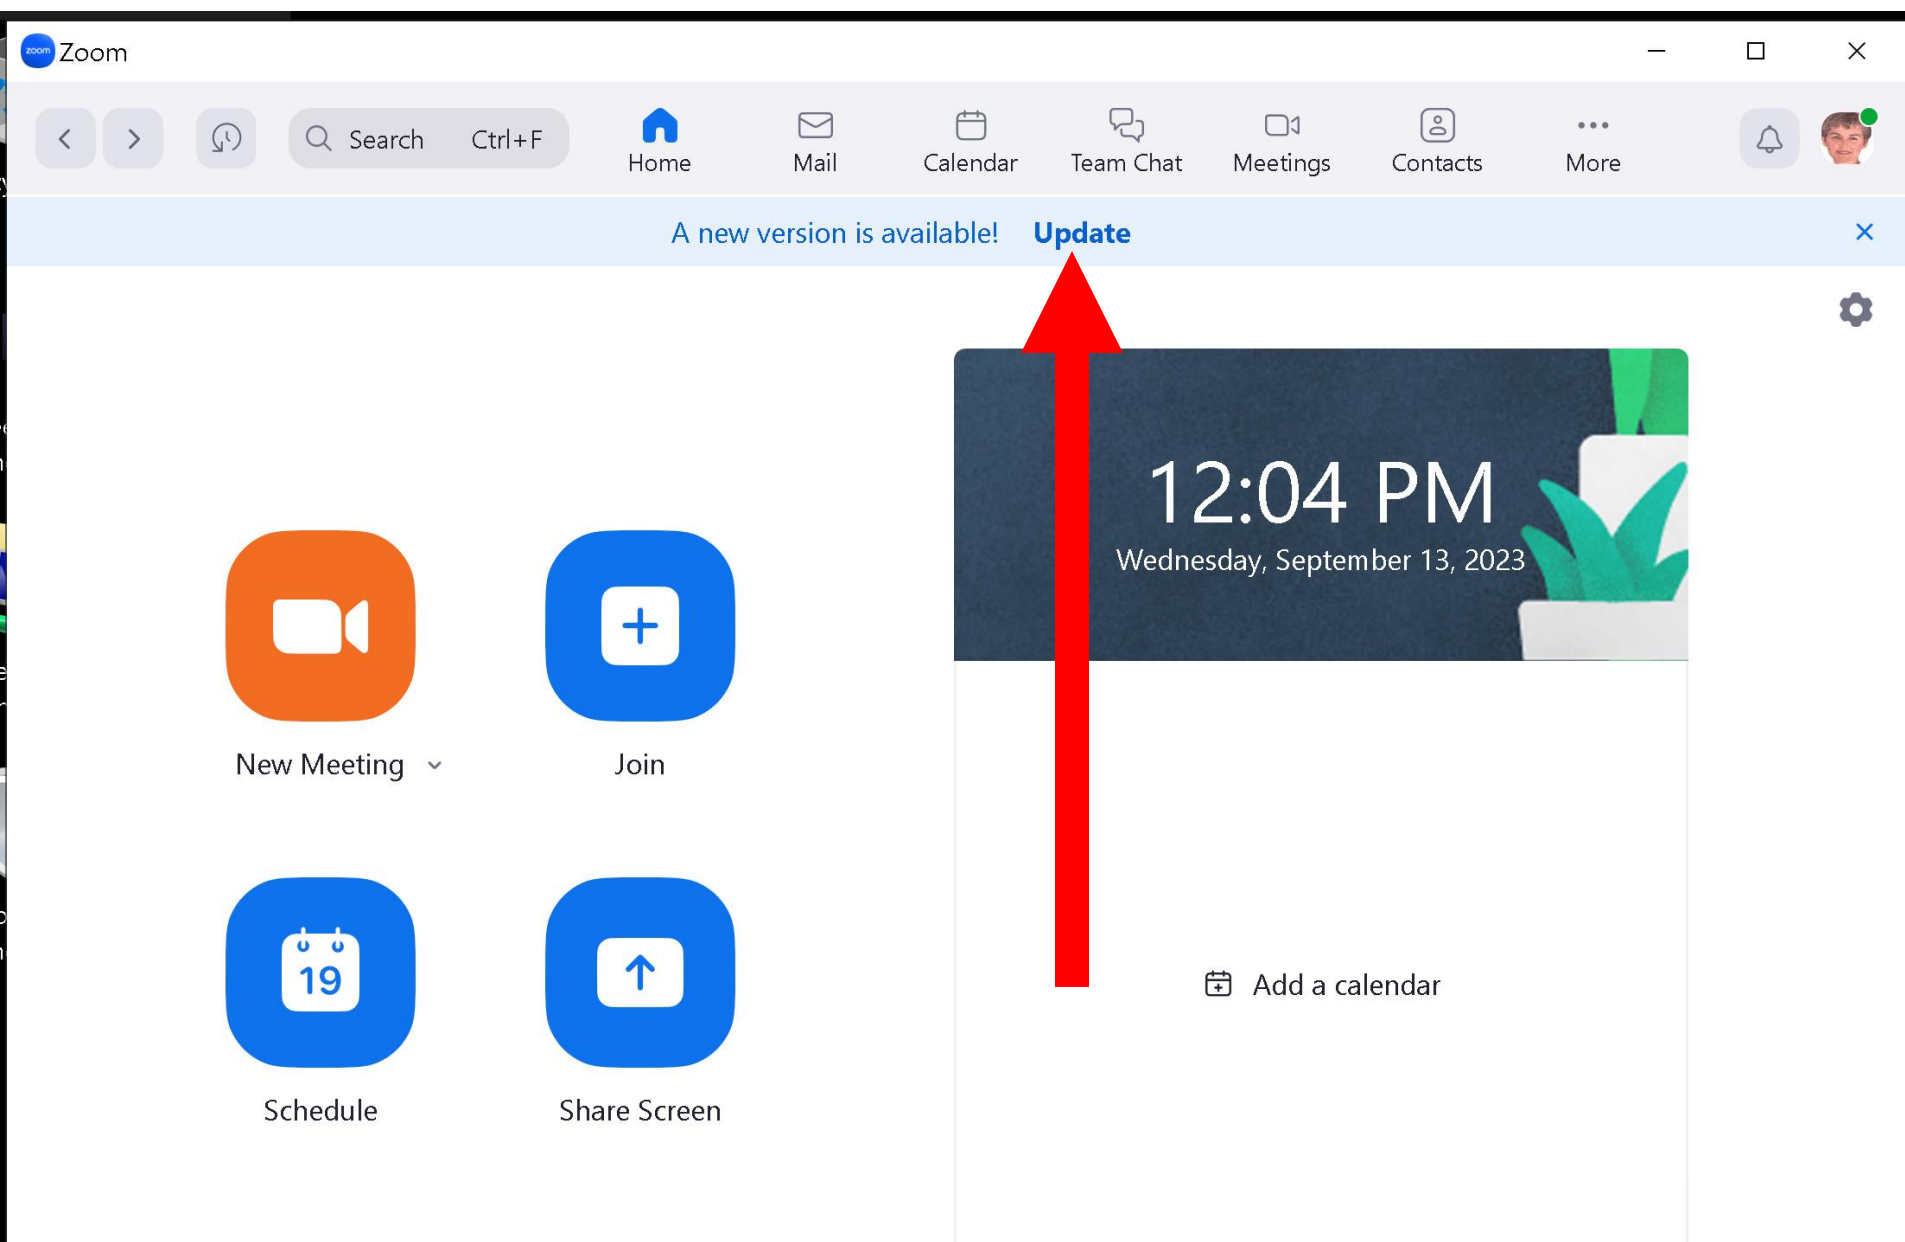 zoom Zoom
Search Ctrl+F
Home Mail Calendar Team Chat Meetings Contacts More
A new version is available! Update
12:04 PM
Wednesday, September 13, 2023
New Meeting Join
19
Schedule Share Screen
Add a calendar